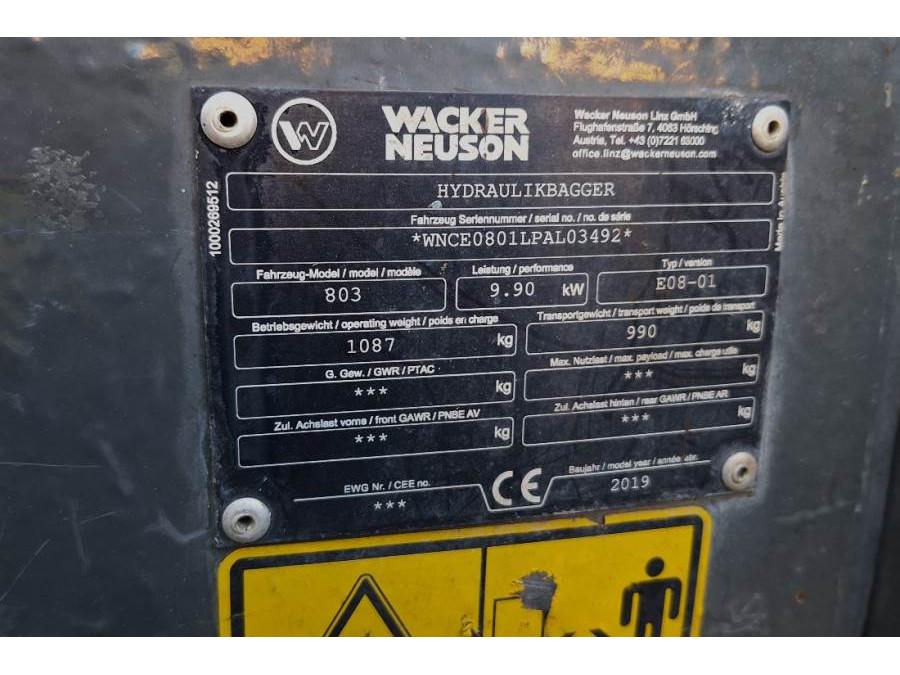 WACKER
NEUSON
Wacker Neuson Linz GmbH
Flughafenstraße 7, 4063 Hörsching
Austria, Tel. +43 (0)7221 63000
office.linz@wackerneuson.com
1000269512
HYDRAULIKBAGGER
Made in Austria
Fahrzeug Seriennummer / serial no. / no. de série
*WNCE0801LPAL03492*
Fahrzeug-Model / model / modèle
803
Leistung / performance
9.90 kW
Typ / version
E08-01
Betriebsgewicht / operating weight / poids en charge
1087 kg
Transportgewicht / transport weight / poids de transport
990 kg
G. Gew. / GWR / PTAC
*** kg
Max. Nutzlast / max. payload / max. charge utile
*** kg
Zul. Achslast vorne / front GAWR / PNBE AV
*** kg
Zul. Achslast hinten / rear GAWR / PNBE AR
*** kg
EWG Nr. / CEE no.
***
CE
Baujahr / model year / année fabr.
2019